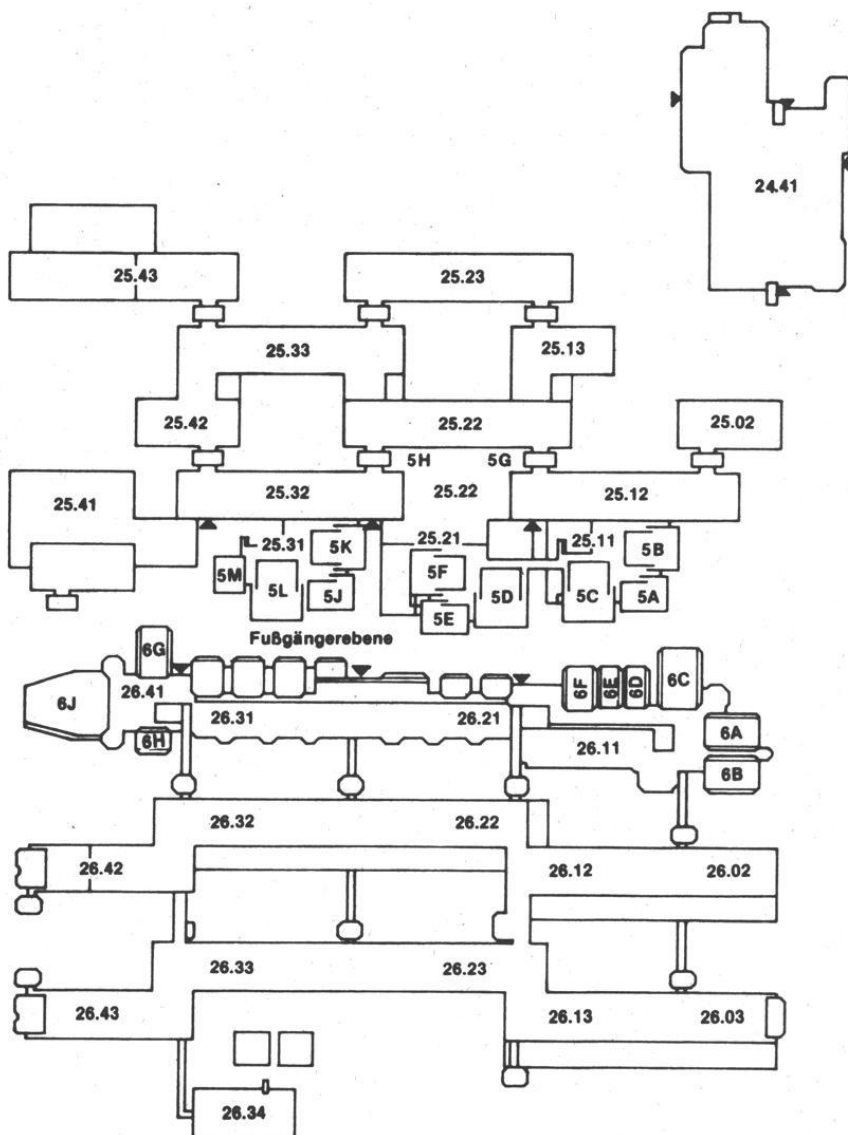 24.41
25.43
25.23
25.33
25.13
25.42
25.22
25.02
5H
5G
25.41
25.32
25.22
25.12
25.31
5K
25.21
25.11
5B
5M
5L
5J
5F
5E
5D
5C
5A
Fußgängerebene
6G
6J
26.41
6H
26.31
26.21
6F
6E
6D
6C
6A
26.11
6B
26.32
26.22
26.42
26.12
26.02
26.33
26.23
26.43
26.13
26.03
26.34